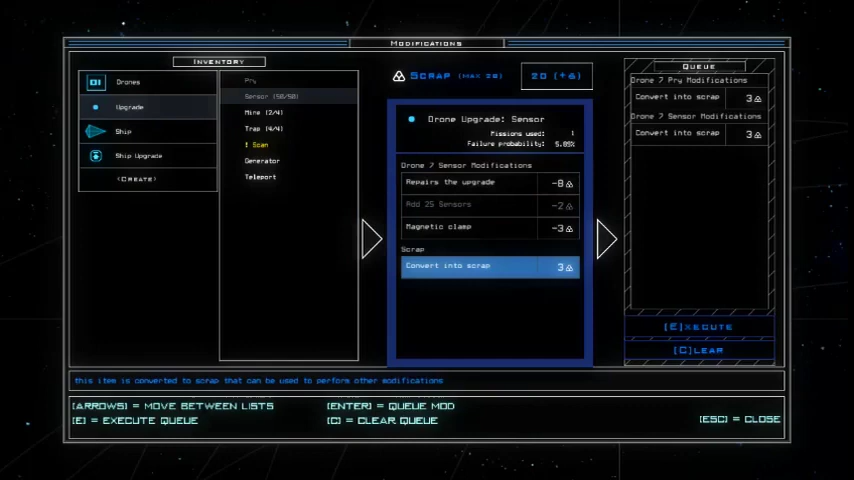 MODIFICATIONS
INVENTORY
Drones
Upgrade
Ship
Ship Upgrade
(CREATE)
Pry
Sensor (50/50)
Mine (2/4)
Trap (4/4)
! Scan
Generator
Teleport
SCRAP (MAX 20)
20 (+6)
Drone Upgrade: Sensor
Missions used: 1
Failure probability: 5.09%
Drone 7 Sensor Modifications
Repairs the upgrade -8
Add 25 Sensors -2
Magnetic clamp -3
Scrap
Convert into scrap 3
QUEUE
Drone 7 Pry Modifications
Convert into scrap 3
Drone 7 Sensor Modifications
Convert into scrap 3
[E]XECUTE
[C]LEAR
this item is converted to scrap that can be used to perform other modifications
[ARROWS] = MOVE BETWEEN LISTS
[ENTER] = QUEUE MOD
[E] = EXECUTE QUEUE
[C] = CLEAR QUEUE
[ESC] = CLOSE